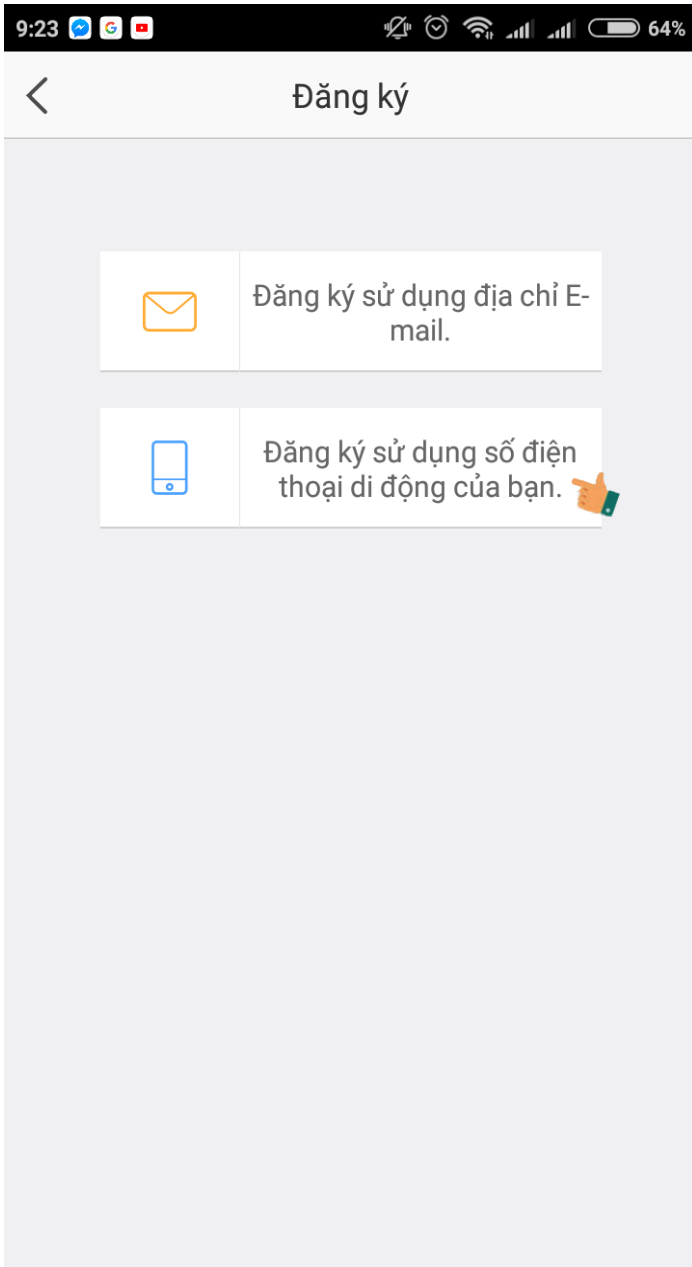 9:23
64%
Đăng ký
Đăng ký sử dụng địa chỉ E-
mail.
Đăng ký sử dụng số điện
thoại di động của bạn.